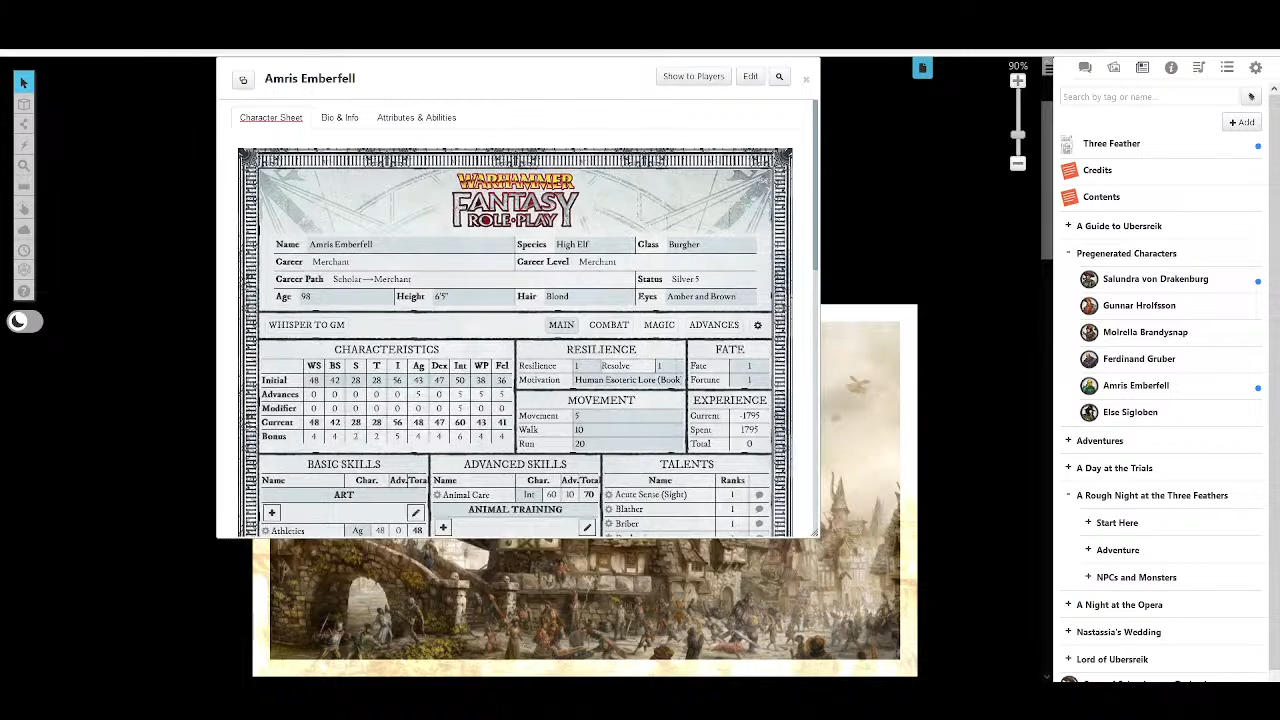 Amris Emberfell
Show to Players Edit
Character Sheet Bio & Info Attributes & Abilities
WARHAMMER
FANTASY
ROLE·PLAY
Name Amris Emberfell Species High Elf Class Burgher
Career Merchant Career Level Merchant
Career Path Scholar—Merchant Status Silver 5
Age 98 Height 6'5" Hair Blond Eyes Amber and Brown
WHISPER TO GM MAIN COMBAT MAGIC ADVANCES
CHARACTERISTICS
WS BS S T I Ag Dex Int WP Fel
Initial 48 42 28 28 56 43 47 50 38 36
Advances 0 0 0 0 0 5 0 5 5 5
Modifier 0 0 0 0 0 0 0 5 0 0
Current 48 42 28 28 56 48 47 60 43 41
Bonus 4 4 2 2 5 4 4 6 4 4
RESILIENCE
Resilience 1 Resolve 1
Motivation Human Esoteric Lore (Book
FATE
Fate 1
Fortune 1
MOVEMENT
Movement 5
Walk 10
Run 20
EXPERIENCE
Current -1795
Spent 1795
Total 0
BASIC SKILLS
Name Char. Adv. Total
ART
Athletics Ag 48 0 48
ADVANCED SKILLS
Name Char. Adv. Total
Animal Care Int 60 10 70
ANIMAL TRAINING
TALENTS
Name Ranks
Acute Sense (Sight) 1
Blather 1
Briber 1
90%
Search by tag or name...
+ Add
Three Feather
Credits
Contents
+ A Guide to Ubersreik
- Pregenerated Characters
Salundra von Drakenburg
Gunnar Hrolfsson
Molrella Brandysnap
Ferdinand Gruber
Amris Emberfell
Else Sigloben
+ Adventures
+ A Day at the Trials
- A Rough Night at the Three Feathers
+ Start Here
+ Adventure
+ NPCs and Monsters
+ A Night at the Opera
+ Nastassia's Wedding
+ Lord of Ubersreik